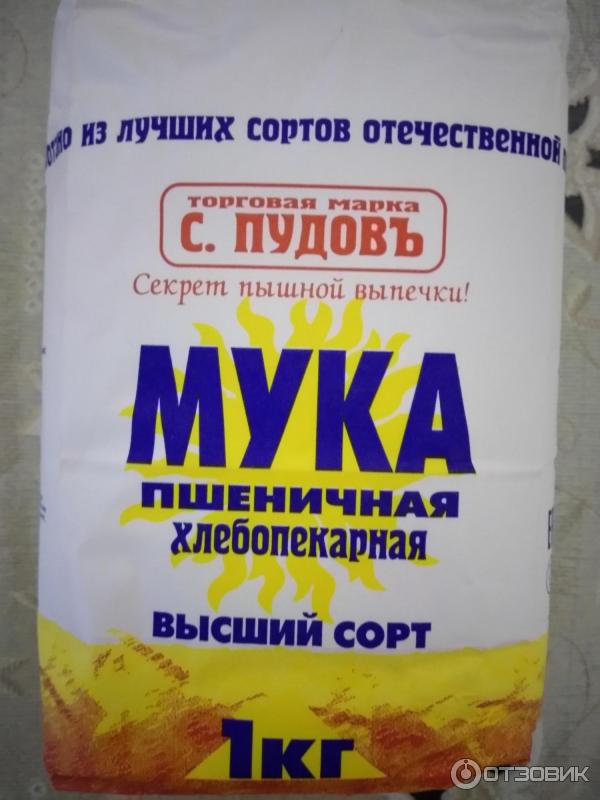 из лучших сортов отечественной
ТОРГОВАЯ МАРКА
С. ПУДОВЪ
Секрет пышной выпечки!
МУКА
ПШЕНИЧНАЯ
хлебопекарная
ВЫСШИЙ СОРТ
1кг
ОТЗОВИК